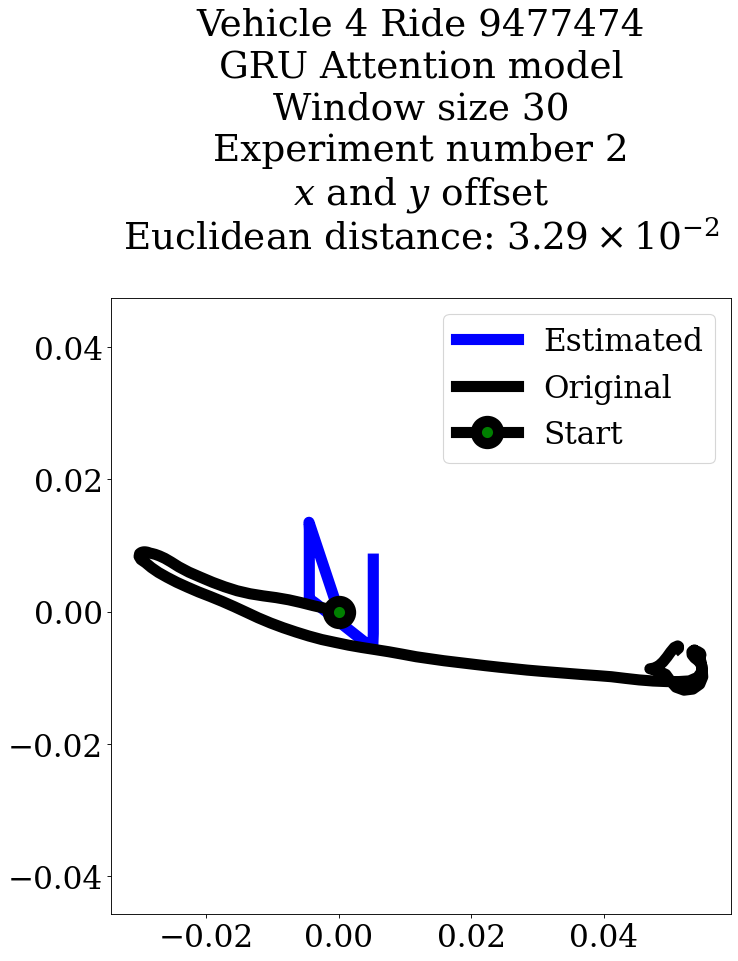 Vehicle 4 Ride 9477474
GRU Attention model
Window size 30
Experiment number 2
x and y offset
Euclidean distance: 3.29 × 10⁻²
Estimated
Original
Start
0.04
0.02
0.00
−0.02
−0.04
−0.02 0.00 0.02 0.04